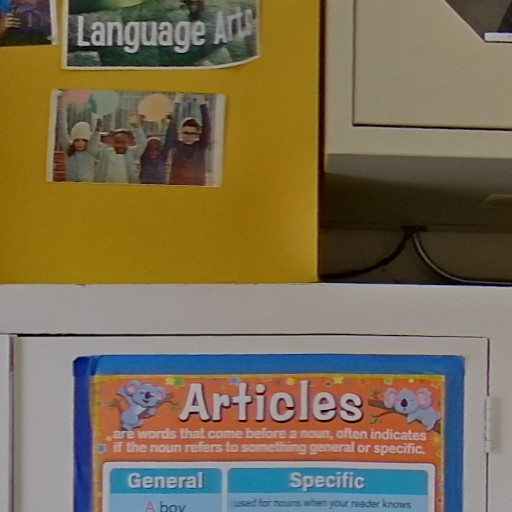 Language Arts
Articles
are words that come before a noun, often indicates
if the noun refers to something general or specific.
General
Specific
A boy
used for nouns when your reader knows